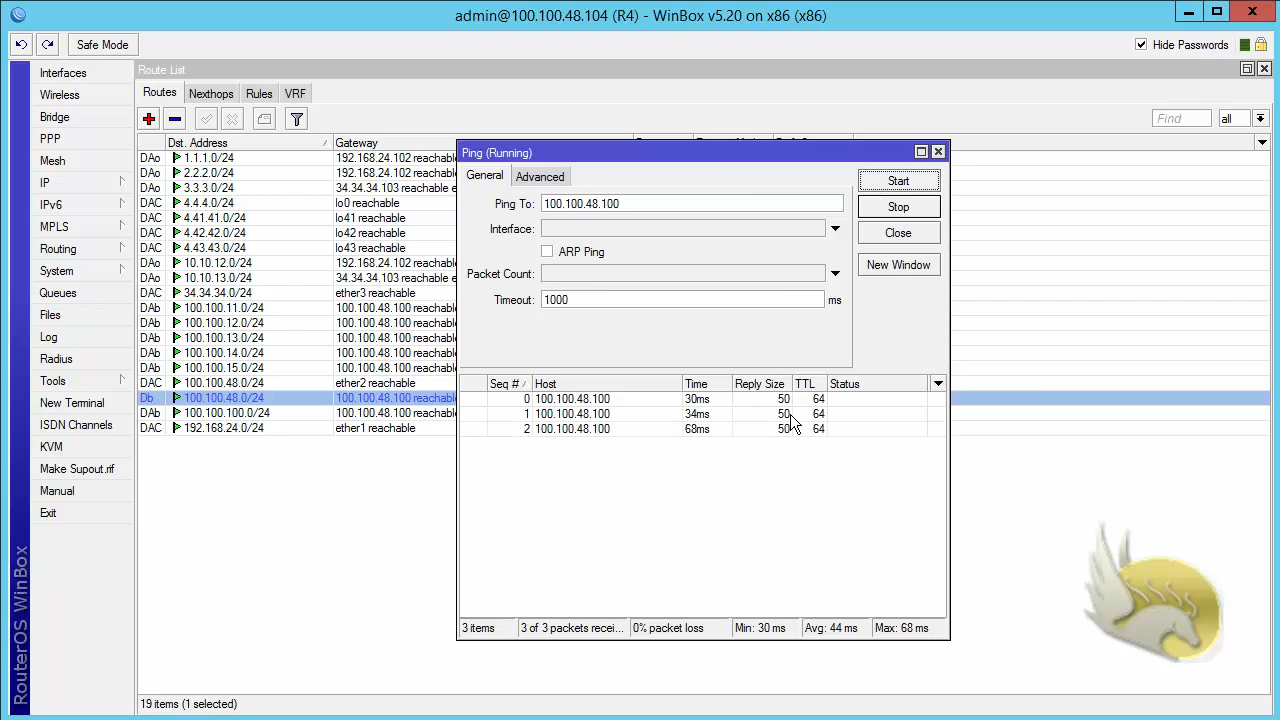 admin@100.100.48.104 (R4) - WinBox v5.20 on x86 (x86)
Safe Mode
Hide Passwords
Interfaces
Wireless
Bridge
PPP
Mesh
IP
IPv6
MPLS
Routing
System
Queues
Files
Log
Radius
Tools
New Terminal
ISDN Channels
KVM
Make Supout.rif
Manual
Exit
RouterOS WinBox
Route List
Routes Nexthops Rules VRF
Find all
Dst. Address / Gateway
DAo 1.1.1.0/24 192.168.24.102 reachable
DAo 2.2.2.0/24 192.168.24.102 reachable
DAo 3.3.3.0/24 34.34.34.103 reachable e
DAC 4.4.4.0/24 lo0 reachable
DAC 4.41.41.0/24 lo41 reachable
DAC 4.42.42.0/24 lo42 reachable
DAC 4.43.43.0/24 lo43 reachable
DAo 10.10.12.0/24 192.168.24.102 reachable
DAo 10.10.13.0/24 34.34.34.103 reachable e
DAC 34.34.34.0/24 ether3 reachable
DAb 100.100.11.0/24 100.100.48.100 reachable
DAb 100.100.12.0/24 100.100.48.100 reachable
DAb 100.100.13.0/24 100.100.48.100 reachable
DAb 100.100.14.0/24 100.100.48.100 reachable
DAb 100.100.15.0/24 100.100.48.100 reachable
DAC 100.100.48.0/24 ether2 reachable
Db 100.100.48.0/24 100.100.48.100 reachable
DAb 100.100.100.0/24 100.100.48.100 reachable
DAC 192.168.24.0/24 ether1 reachable
19 items (1 selected)
Ping (Running)
General Advanced
Ping To: 100.100.48.100
Interface:
ARP Ping
Packet Count:
Timeout: 1000 ms
Start
Stop
Close
New Window
Seq # / Host Time Reply Size TTL Status
0 100.100.48.100 30ms 50 64
1 100.100.48.100 34ms 50 64
2 100.100.48.100 68ms 50 64
3 items 3 of 3 packets recei... 0% packet loss Min: 30 ms Avg: 44 ms Max: 68 ms